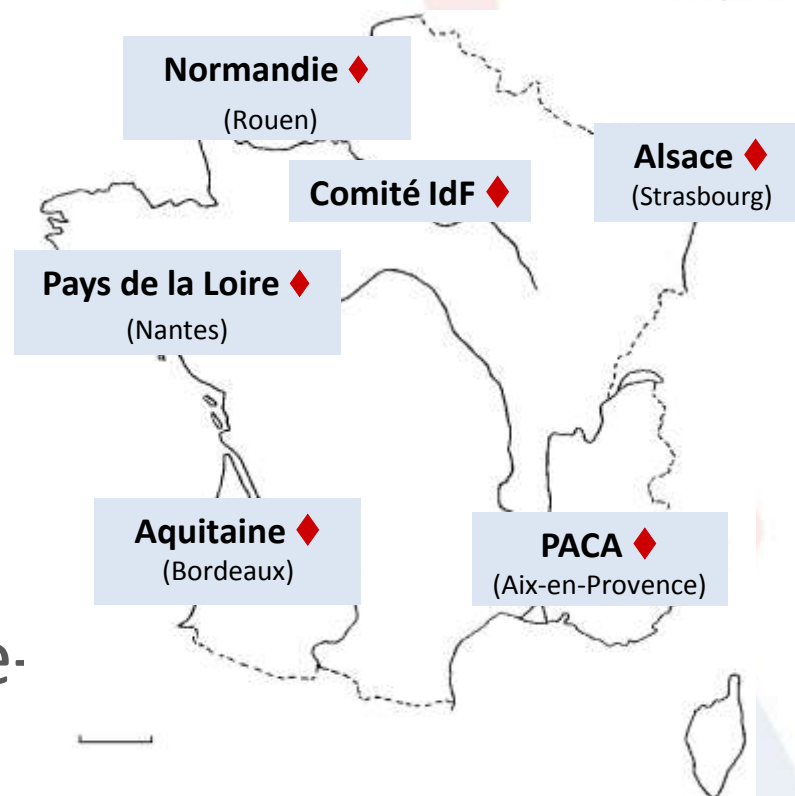 Normandie ♦
(Rouen)
Alsace ♦
(Strasbourg)
Comité IdF ♦
Pays de la Loire ♦
(Nantes)
Aquitaine ♦
(Bordeaux)
PACA ♦
(Aix-en-Provence)
e-